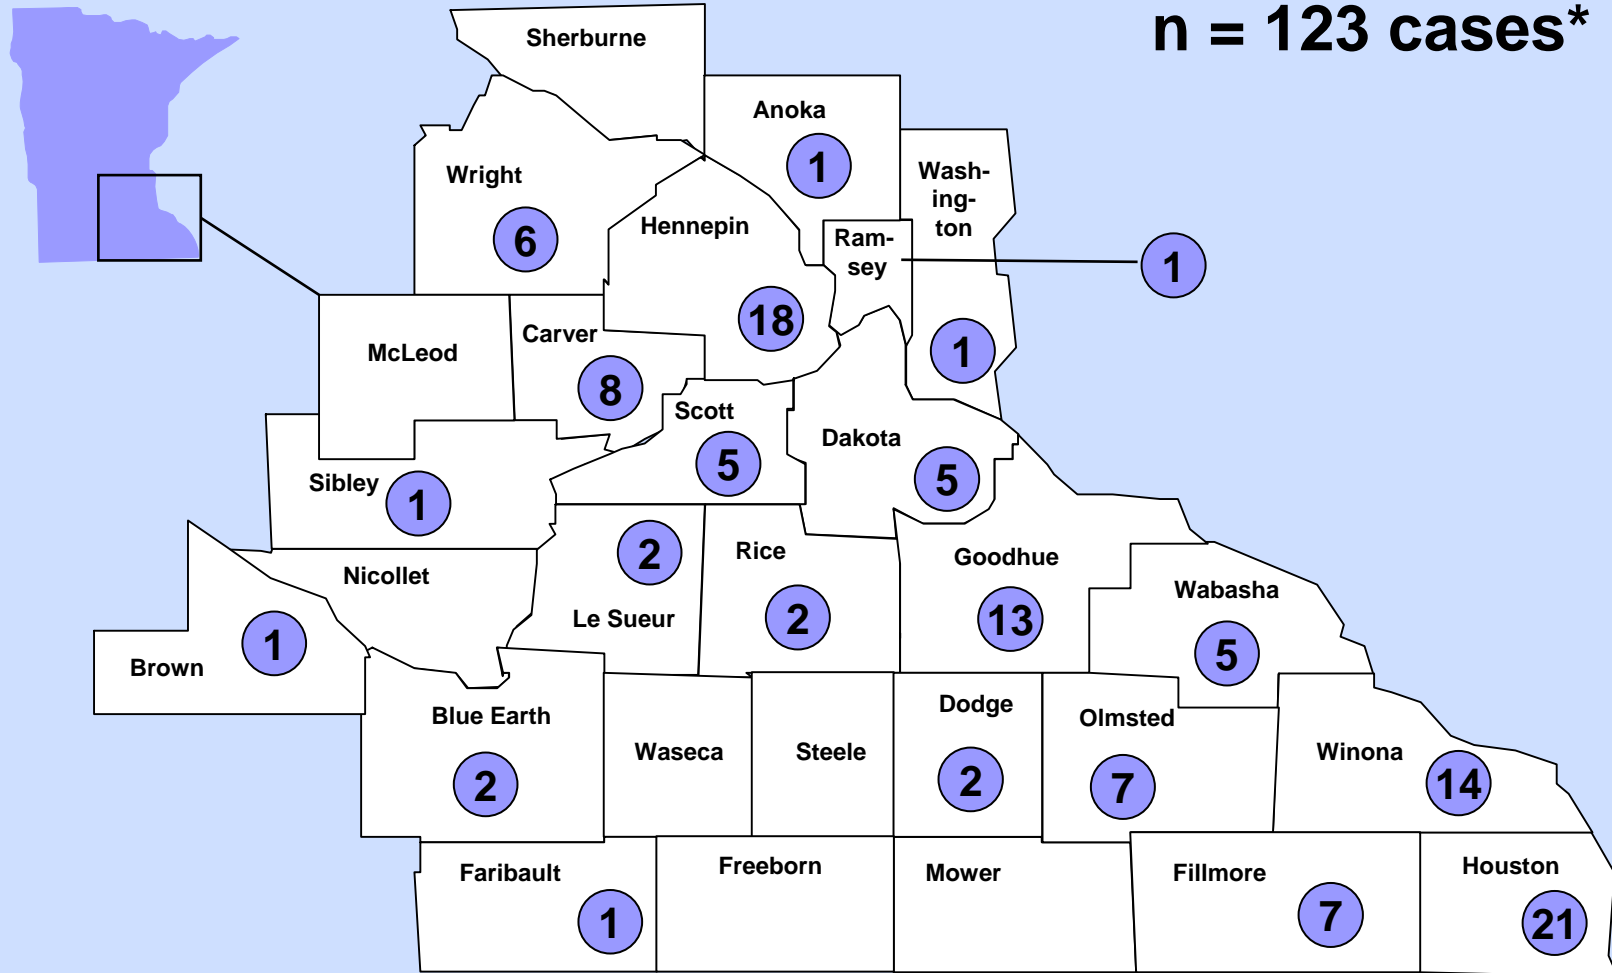 n = 123 cases*
Sherburne
Anoka
1
Wash-
ing-
ton
1
Wright
6
Hennepin
18
Ram-
sey
1
McLeod
Carver
8
Scott
5
Dakota
5
Sibley
1
Nicollet
2
Le Sueur
Rice
2
Goodhue
13
Wabasha
5
Brown
1
Blue Earth
2
Waseca
Steele
Dodge
2
Olmsted
7
Winona
14
Faribault
1
Freeborn
Mower
Fillmore
7
Houston
21